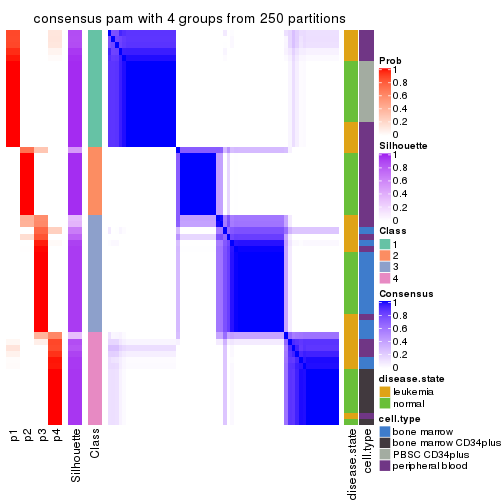 consensus pam with 4 groups from 250 partitions
Prob
1
0.8
0.6
0.4
0.2
0
Silhouette
1
0.8
0.6
0.4
0.2
0
Class
1
2
3
4
Consensus
1
0.8
0.6
0.4
0.2
0
disease.state
leukemia
normal
cell.type
bone marrow
bone marrow CD34plus
PBSC CD34plus
peripheral blood
p1
p2
p3
p4
Silhouette
Class
disease.state
cell.type